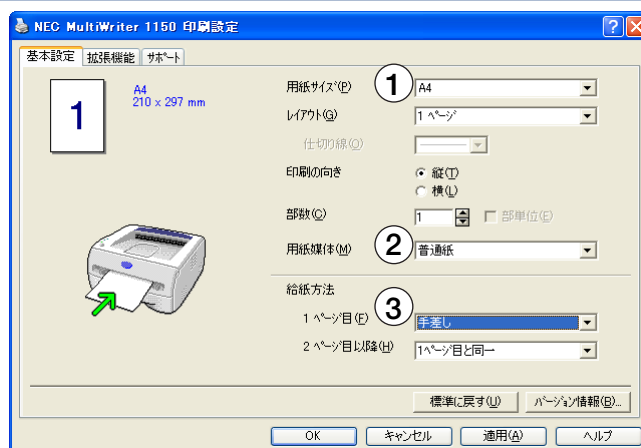 NEC MultiWriter 1150 印刷設定
基本設定 拡張機能 サポート
1
A4
210 x 297 mm
用紙サイズ(P) ① A4
レイアウト(G) 1 ページ
仕切り線(O)
印刷の向き 縦(T)
横(L)
部数(C) 1 部単位(E)
用紙媒体(M) ② 普通紙
給紙方法
1 ページ目(F) ③ 手差し
2 ページ目以降(H) 1ページ目と同一
標準に戻す(U) バージョン情報(B)...
OK キャンセル 適用(A) ヘルプ